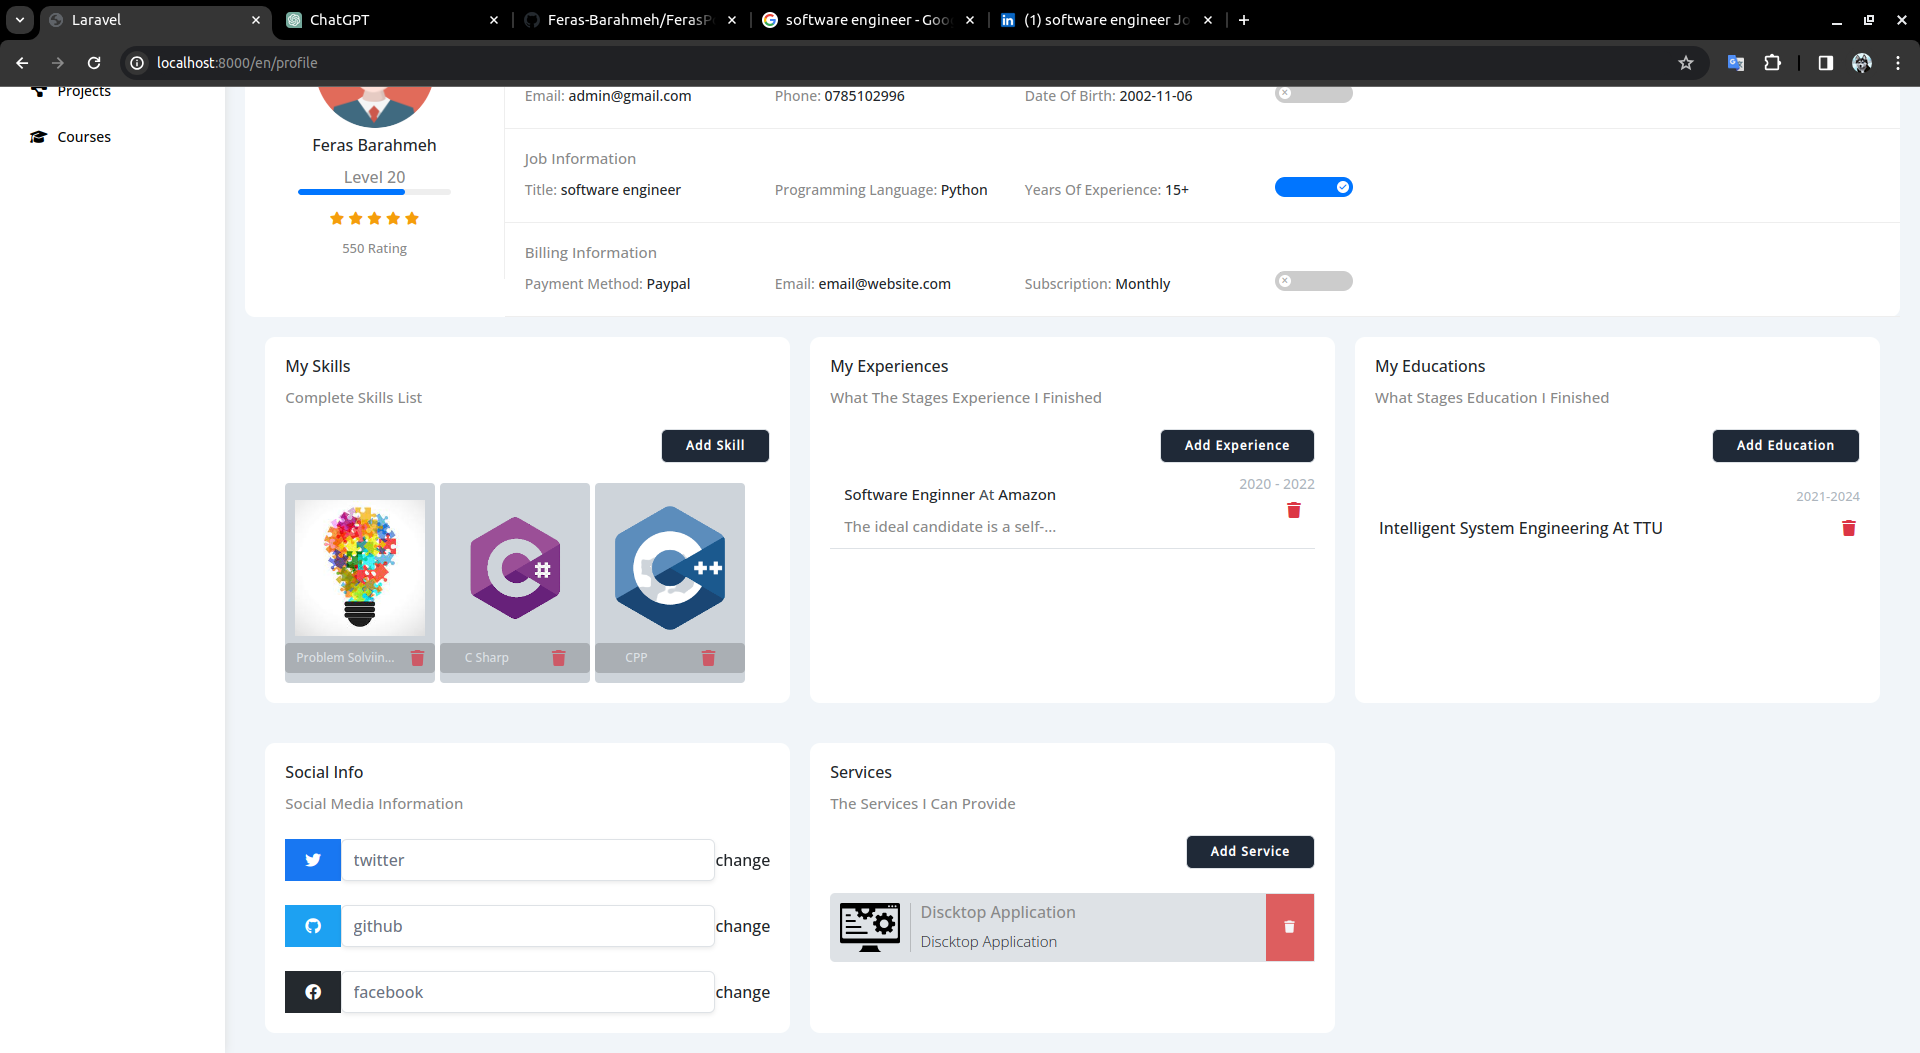 Laravel
ChatGPT
Feras-Barahmeh/FerasP
software engineer - Goo
(1) software engineer Jo
localhost:8000/en/profile
Projects
Courses
Feras Barahmeh
Level 20
550 Rating
Email: admin@gmail.com Phone: 0785102996 Date Of Birth: 2002-11-06
Job Information
Title: software engineer Programming Language: Python Years Of Experience: 15+
Billing Information
Payment Method: Paypal Email: email@website.com Subscription: Monthly
My Skills
Complete Skills List
Add Skill
Problem Solviin...
C Sharp
CPP
My Experiences
What The Stages Experience I Finished
Add Experience
2020 - 2022
Software Enginner At Amazon
The ideal candidate is a self-...
My Educations
What Stages Education I Finished
Add Education
2021-2024
Intelligent System Engineering At TTU
Social Info
Social Media Information
twitter change
github change
facebook change
Services
The Services I Can Provide
Add Service
Liscktop Application
Discktop Application